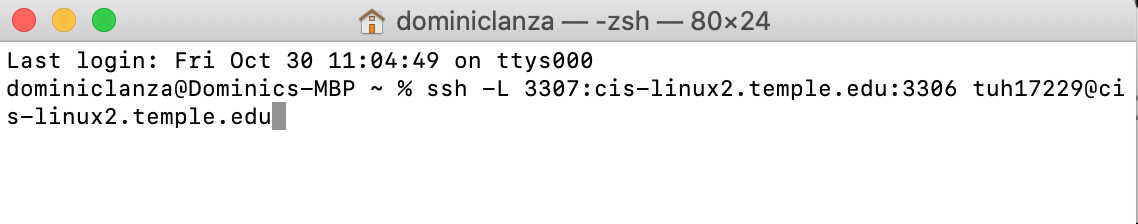 dominiclanza — -zsh — 80×24
Last login: Fri Oct 30 11:04:49 on ttys000
dominiclanza@Dominics-MBP ~ % ssh -L 3307:cis-linux2.temple.edu:3306 tuh17229@ci
s-linux2.temple.edu